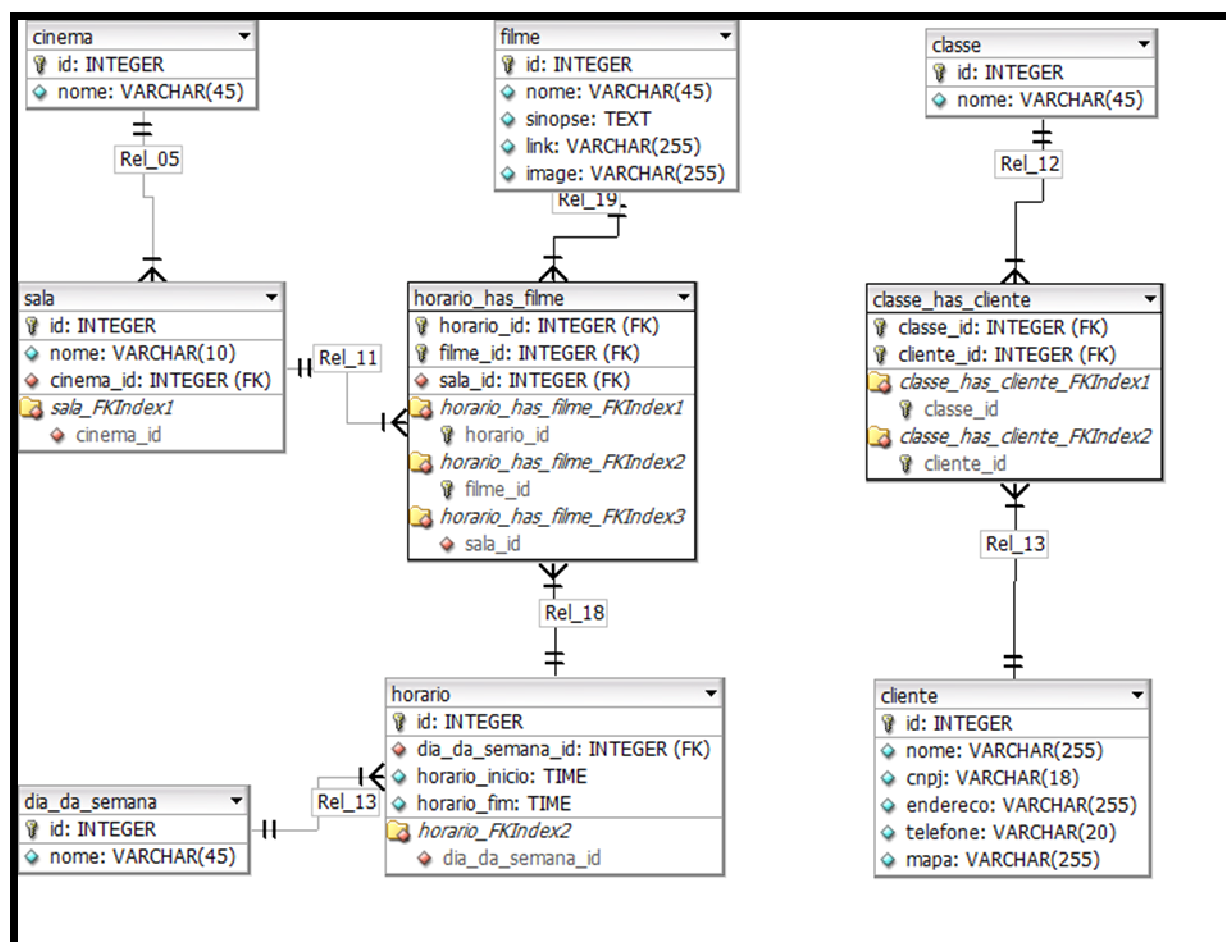 cinema
id: INTEGER
nome: VARCHAR(45)
Rel_05
filme
id: INTEGER
nome: VARCHAR(45)
sinopse: TEXT
link: VARCHAR(255)
image: VARCHAR(255)
Rel_19
classe
id: INTEGER
nome: VARCHAR(45)
Rel_12
sala
id: INTEGER
nome: VARCHAR(10)
cinema_id: INTEGER (FK)
sala_FKIndex1
cinema_id
Rel_11
horario_has_filme
horario_id: INTEGER (FK)
filme_id: INTEGER (FK)
sala_id: INTEGER (FK)
horario_has_filme_FKIndex1
horario_id
horario_has_filme_FKIndex2
filme_id
horario_has_filme_FKIndex3
sala_id
Rel_18
classe_has_cliente
classe_id: INTEGER (FK)
cliente_id: INTEGER (FK)
classe_has_cliente_FKIndex1
classe_id
classe_has_cliente_FKIndex2
cliente_id
Rel_13
dia_da_semana
id: INTEGER
nome: VARCHAR(45)
Rel_13
horario
id: INTEGER
dia_da_semana_id: INTEGER (FK)
horario_inicio: TIME
horario_fim: TIME
horario_FKIndex2
dia_da_semana_id
cliente
id: INTEGER
nome: VARCHAR(255)
cnpj: VARCHAR(18)
endereco: VARCHAR(255)
telefone: VARCHAR(20)
mapa: VARCHAR(255)